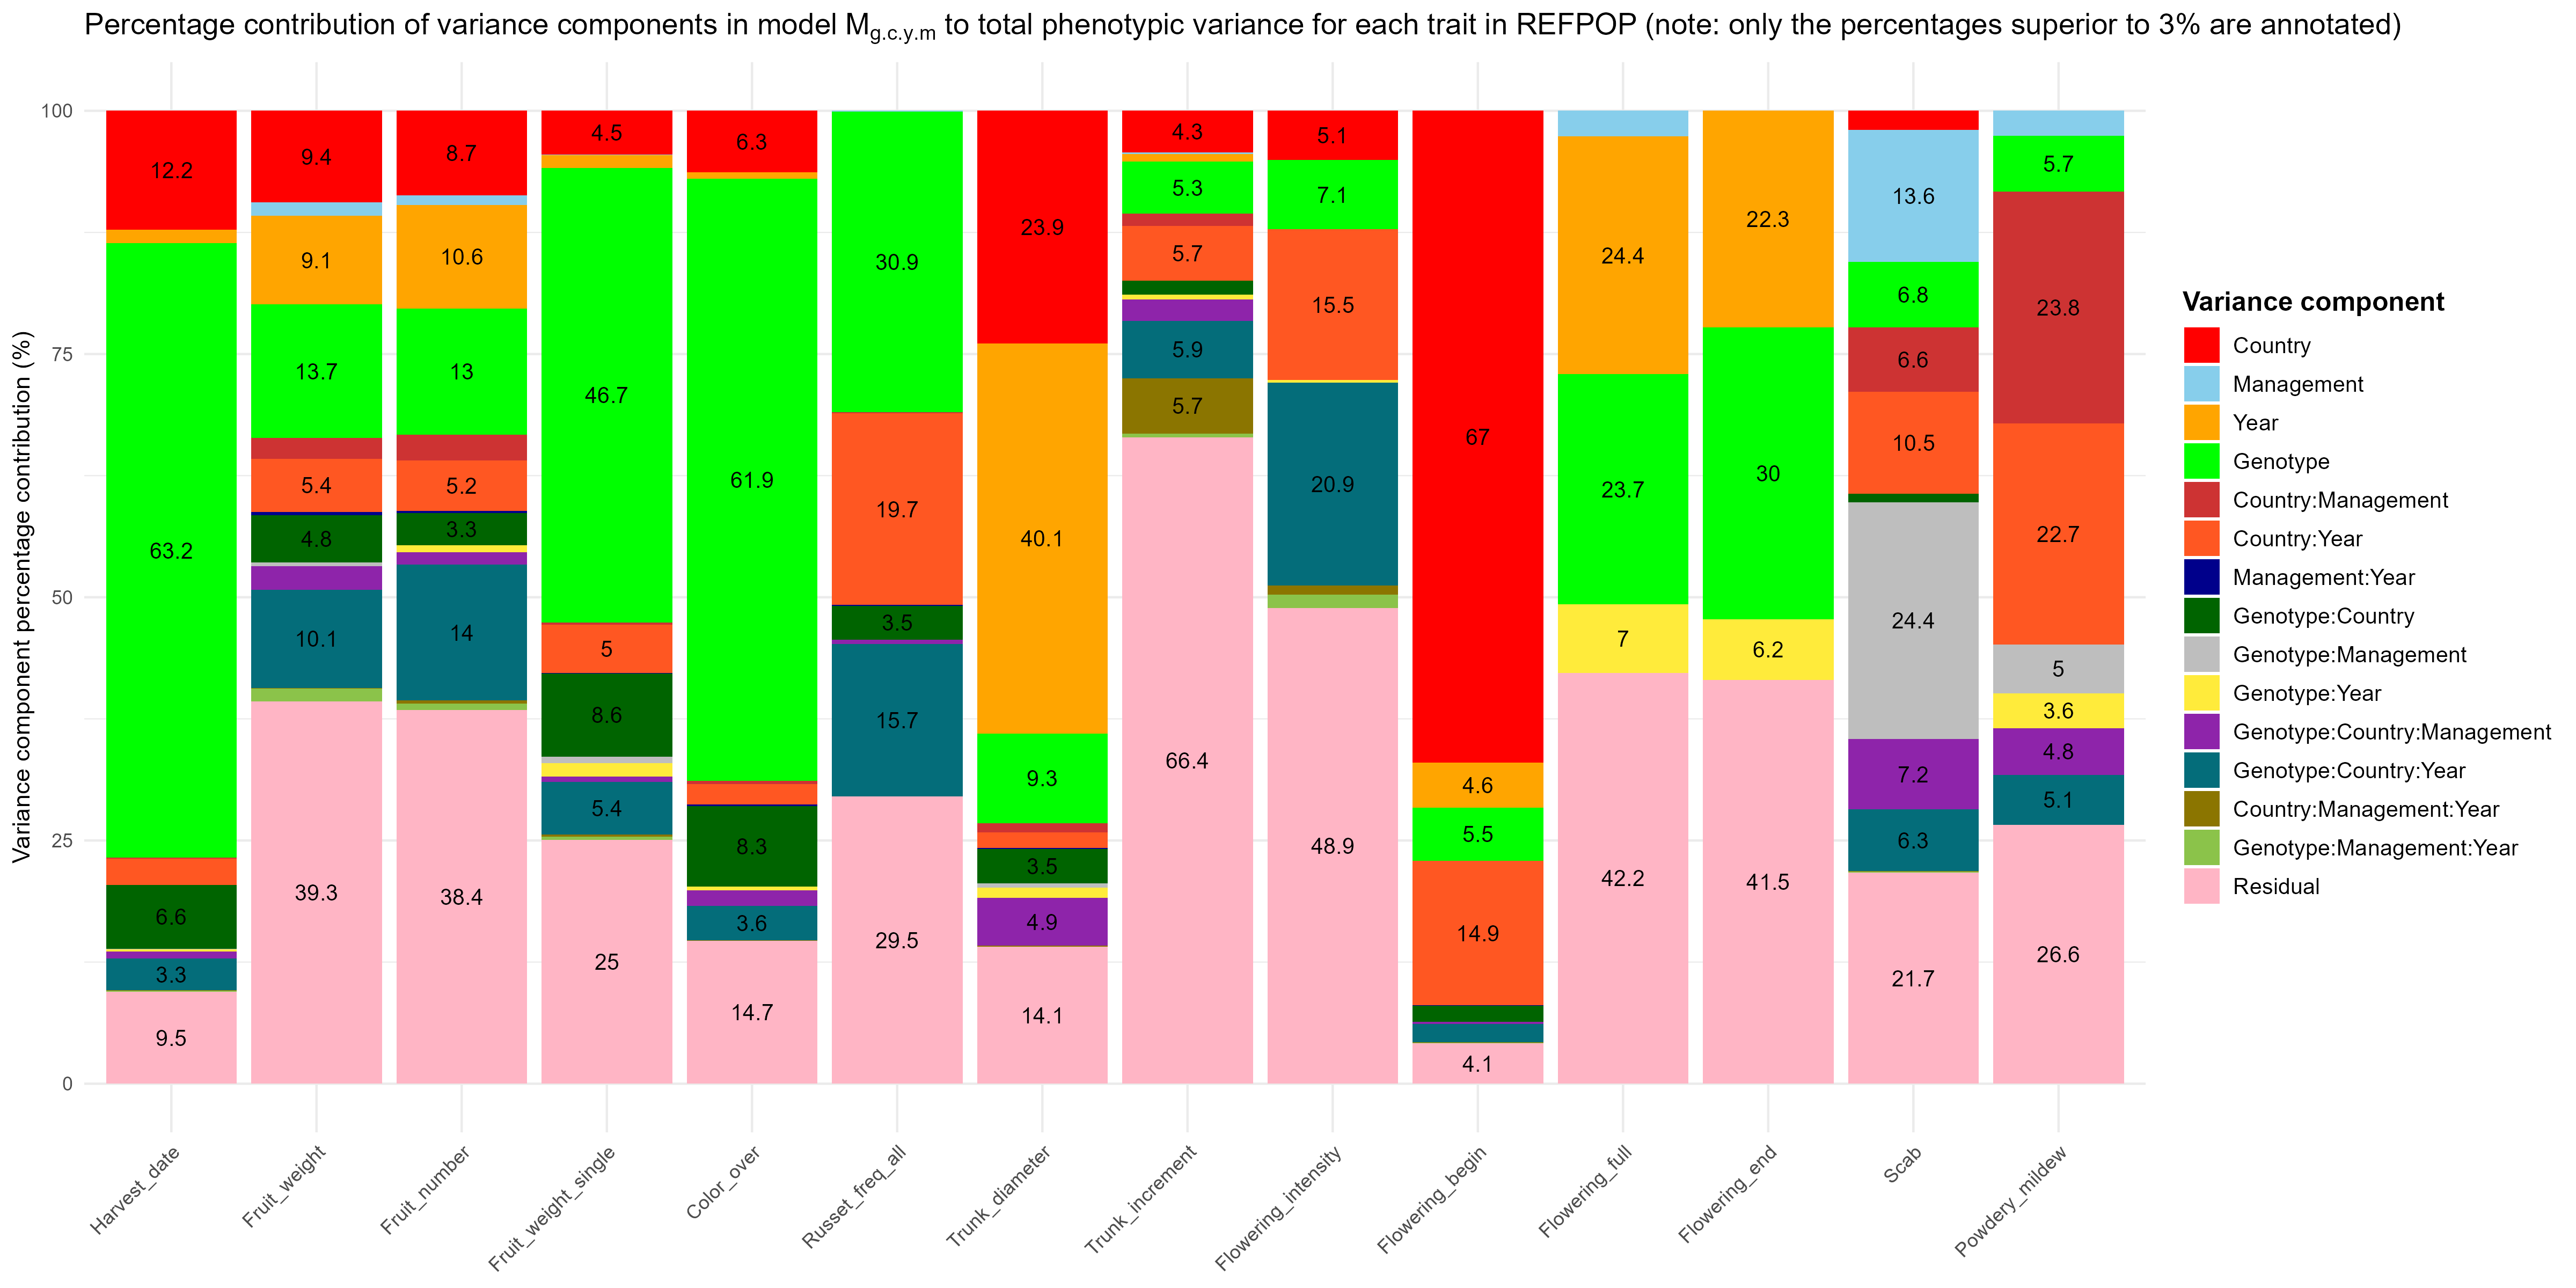 Percentage contribution of variance components in model Mg.c.y.m to total phenotypic variance for each trait in REFPOP (note: only the percentages superior to 3% are annotated)
Variance component percentage contribution (%)
100
75
50
25
0
12.2
63.2
6.6
3.3
9.5
9.4
9.1
13.7
5.4
4.8
10.1
39.3
8.7
10.6
13
5.2
3.3
14
38.4
4.5
46.7
5
8.6
5.4
25
6.3
61.9
8.3
3.6
14.7
30.9
19.7
3.5
15.7
29.5
23.9
40.1
9.3
3.5
4.9
14.1
4.3
5.3
5.7
5.9
5.7
66.4
5.1
7.1
15.5
20.9
48.9
67
4.6
5.5
14.9
4.1
24.4
23.7
7
42.2
22.3
30
6.2
41.5
13.6
6.8
6.6
10.5
24.4
7.2
6.3
21.7
5.7
23.8
22.7
5
3.6
4.8
5.1
26.6
Harvest_date
Fruit_weight
Fruit_number
Fruit_weight_single
Color_over
Russet_freq_all
Trunk_diameter
Trunk_increment
Flowering_intensity
Flowering_begin
Flowering_full
Flowering_end
Scab
Powdery_mildew
Variance component
Country
Management
Year
Genotype
Country:Management
Country:Year
Management:Year
Genotype:Country
Genotype:Management
Genotype:Year
Genotype:Country:Management
Genotype:Country:Year
Country:Management:Year
Genotype:Management:Year
Residual